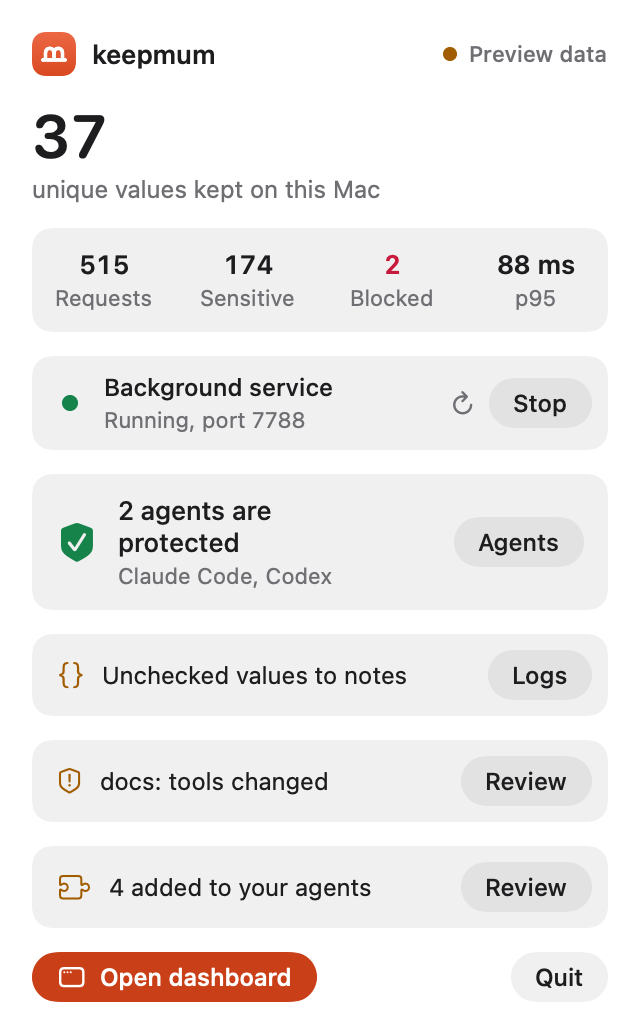 keepmum
Preview data
37
unique values kept on this Mac
515
174
2
88 ms
Requests
Sensitive
Blocked
p95
Background service
Running, port 7788
Stop
2 agents are
protected
Claude Code, Codex
Agents
Unchecked values to notes
Logs
docs: tools changed
Review
4 added to your agents
Review
Open dashboard
Quit